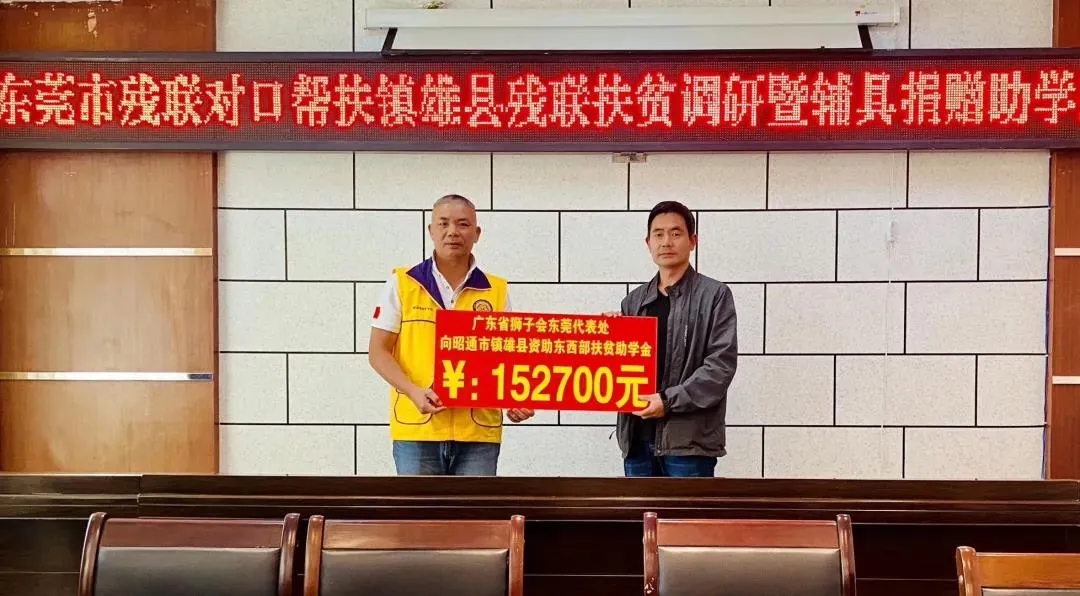 东莞市残联对口帮扶镇雄县残联扶贫调研暨辅具捐赠助学
广东省狮子会东莞代表处
向昭通市镇雄县资助东西部扶贫助学金
¥:152700元